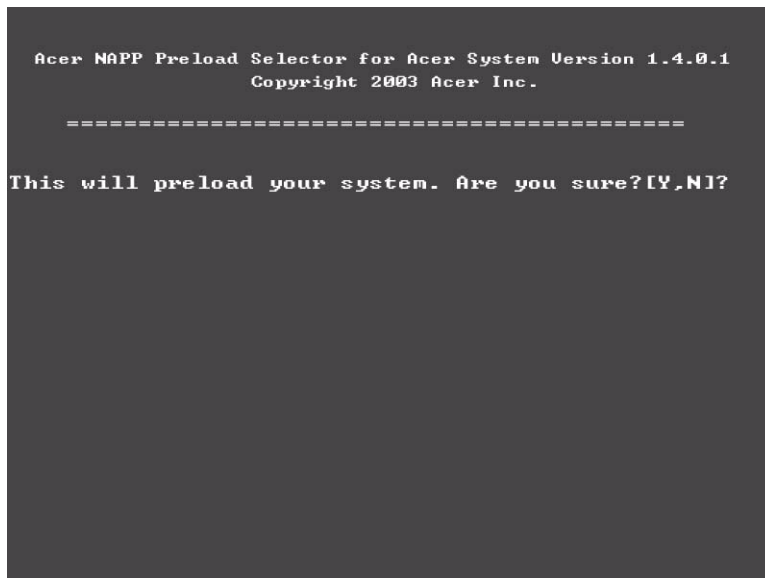 Acer NAPP Preload Selector for Acer System Version 1.4.0.1
Copyright 2003 Acer Inc.
===========================================
This will preload your system. Are you sure?[Y,N]?